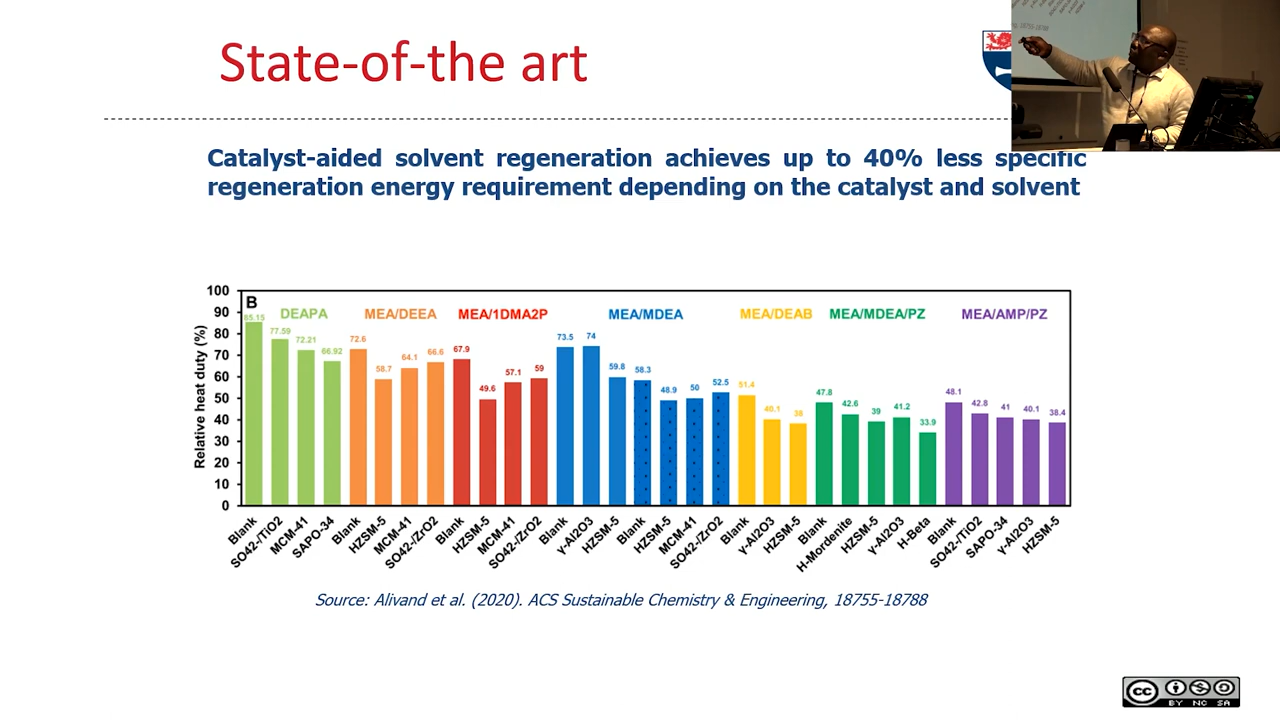 State-of-the art
Catalyst-aided solvent regeneration achieves up to 40% less specific
regeneration energy requirement depending on the catalyst and solvent
B
DEAPA MEA/DEEA MEA/1DMA2P MEA/MDEA MEA/DEAB MEA/MDEA/PZ MEA/AMP/PZ
Relative heat duty (%)
100
90
80
70
60
50
40
30
20
10
0
85.15 77.59 72.21 66.92 72.6 58.7 64.1 66.6 67.9 49.6 57.1 59 73.5 74 59.8 58.3 48.9 50 52.5 51.4 40.1 38 47.8 42.6 39 41.2 33.9 48.1 42.8 41 40.1 38.4
Blank SO42-/TiO2 MCM-41 SAPO-34 Blank HZSM-5 MCM-41 SO42-/ZrO2 Blank HZSM-5 MCM-41 SO42-/ZrO2 Blank γ-Al2O3 HZSM-5 Blank HZSM-5 MCM-41 SO42-/ZrO2 Blank γ-Al2O3 HZSM-5 Blank H-Mordenite HZSM-5 γ-Al2O3 H-Beta Blank SO42-/TiO2 SAPO-34 γ-Al2O3 HZSM-5
Source: Alivand et al. (2020). ACS Sustainable Chemistry & Engineering, 18755-18788
cc
BY NC SA